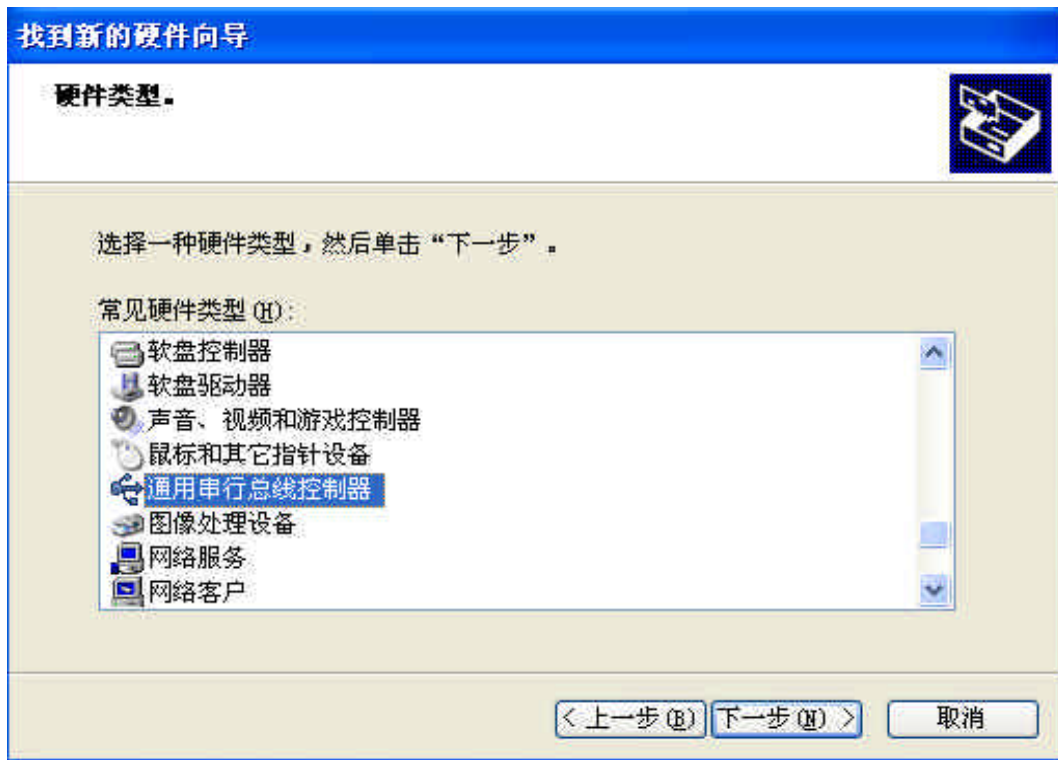 找到新的硬件向导
硬件类型。
选择一种硬件类型，然后单击“下一步”。
常见硬件类型(H):
软盘控制器
软盘驱动器
声音、视频和游戏控制器
鼠标和其它指针设备
通用串行总线控制器
图像处理设备
网络服务
网络客户
< 上一步(B) 下一步(N) > 取消